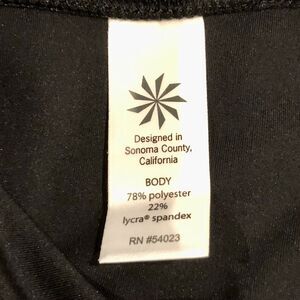 Designed in
Sonoma County,
California
BODY
78% polyester
22%
lycra® spandex
RN #54023